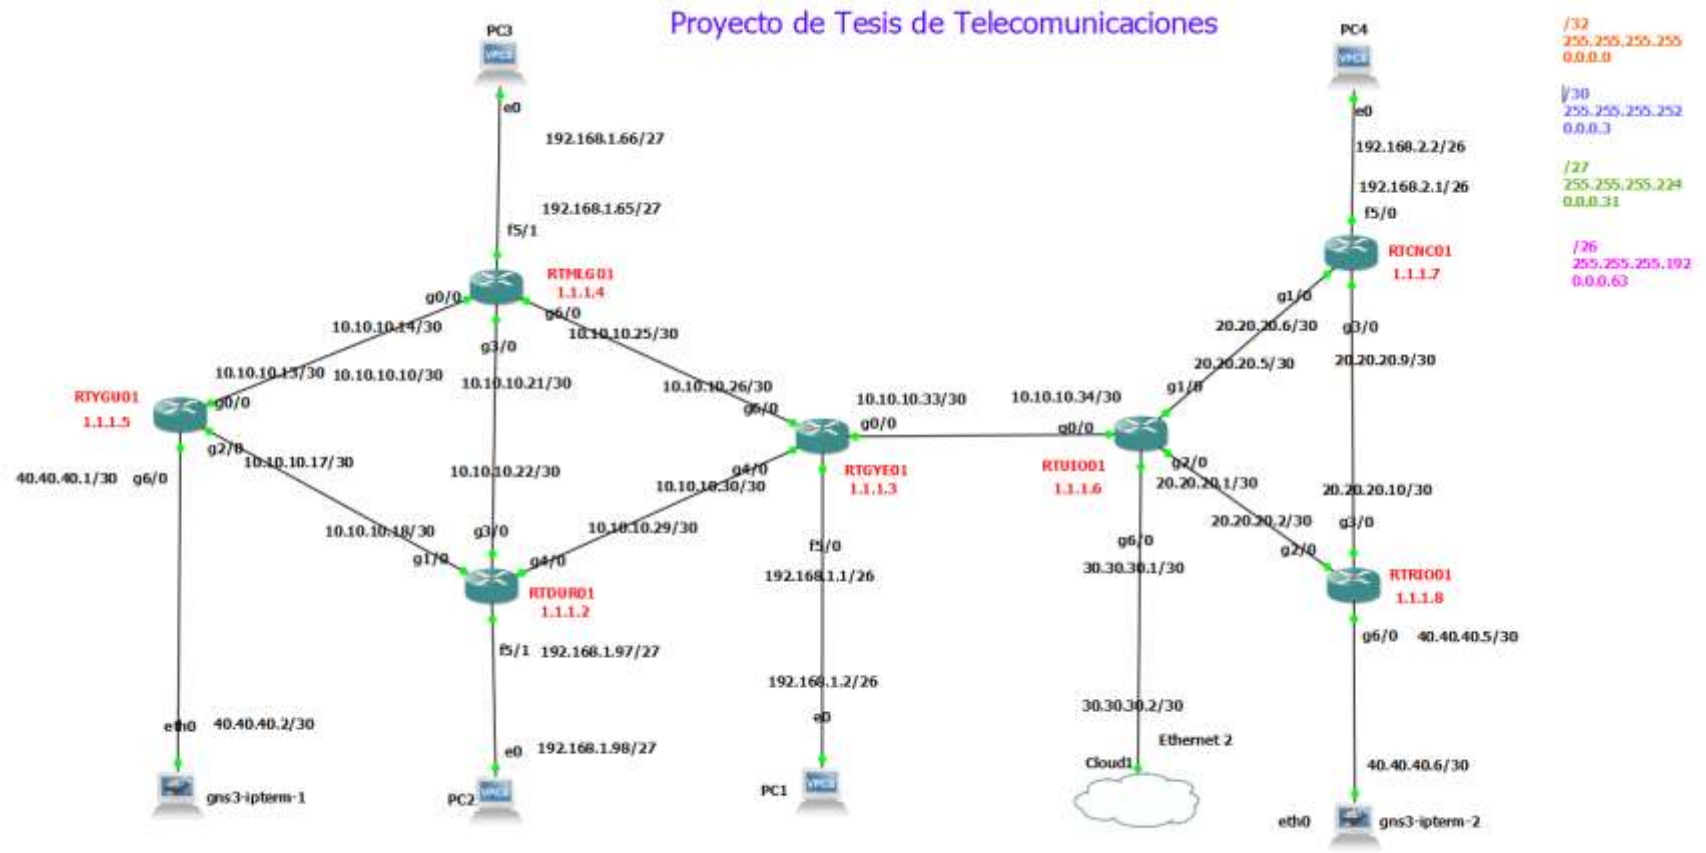 Proyecto de Tesis de Telecomunicaciones
PC3
e0
192.168.1.66/27
192.168.1.65/27
f5/1
RTMLG01
1.1.1.4
g0/0
g6/0
10.10.10.14/30
10.10.10.25/30
g3/0
10.10.10.13/30
10.10.10.10/30
10.10.10.21/30
10.10.10.26/30
g6/0
RTYGU01
1.1.1.5
g0/0
g2/0
10.10.10.17/30
40.40.40.1/30
g6/0
10.10.10.22/30
g4/0
10.10.10.30/30
10.10.10.18/30
g3/0
10.10.10.29/30
g1/0
g4/0
RTDUR01
1.1.1.2
f5/1
192.168.1.97/27
eth0
40.40.40.2/30
e0
192.168.1.98/27
gns3-ipterm-1
PC2
10.10.10.33/30
g0/0
RTGYE01
1.1.1.3
f5/0
192.168.1.1/26
192.168.1.2/26
e0
PC1
10.10.10.34/30
g0/0
RTUIO01
1.1.1.6
g1/0
g2/0
20.20.20.1/30
g6/0
30.30.30.1/30
30.30.30.2/30
Ethernet 2
Cloud1
PC4
e0
192.168.2.2/26
192.168.2.1/26
f5/0
RTCNC01
1.1.1.7
g1/0
20.20.20.6/30
g3/0
20.20.20.5/30
20.20.20.9/30
20.20.20.10/30
20.20.20.2/30
g3/0
g2/0
RTRIO01
1.1.1.8
g6/0
40.40.40.5/30
40.40.40.6/30
eth0
gns3-ipterm-2
/32
255.255.255.255
0.0.0.0
/30
255.255.255.252
0.0.0.3
/27
255.255.255.224
0.0.0.31
/26
255.255.255.192
0.0.0.63